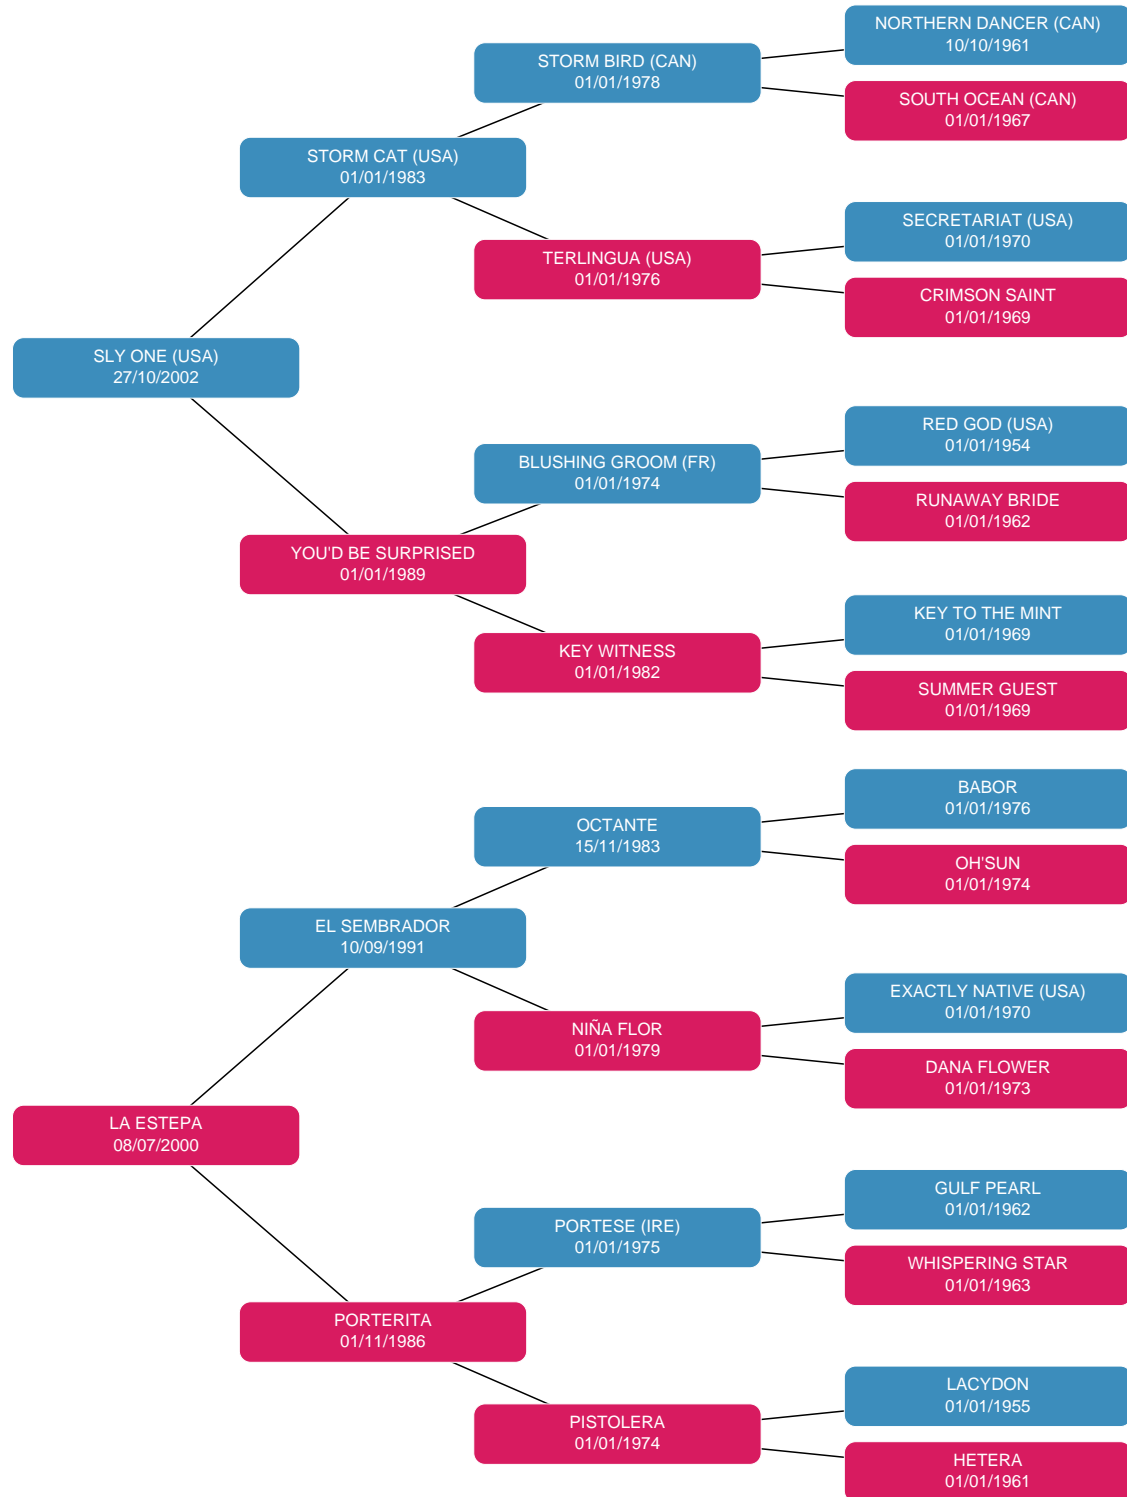 NORTHERN DANCER (CAN)
10/10/1961
STORM BIRD (CAN)
01/01/1978
SOUTH OCEAN (CAN)
01/01/1967
STORM CAT (USA)
01/01/1983
SECRETARIAT (USA)
01/01/1970
TERLINGUA (USA)
01/01/1976
CRIMSON SAINT
01/01/1969
SLY ONE (USA)
27/10/2002
RED GOD (USA)
01/01/1954
BLUSHING GROOM (FR)
01/01/1974
RUNAWAY BRIDE
01/01/1962
YOU'D BE SURPRISED
01/01/1989
KEY TO THE MINT
01/01/1969
KEY WITNESS
01/01/1982
SUMMER GUEST
01/01/1969
BABOR
01/01/1976
OCTANTE
15/11/1983
OH'SUN
01/01/1974
EL SEMBRADOR
10/09/1991
EXACTLY NATIVE (USA)
01/01/1970
NIÑA FLOR
01/01/1979
DANA FLOWER
01/01/1973
LA ESTEPA
08/07/2000
GULF PEARL
01/01/1962
PORTESE (IRE)
01/01/1975
WHISPERING STAR
01/01/1963
PORTERITA
01/11/1986
LACYDON
01/01/1955
PISTOLERA
01/01/1974
HETERA
01/01/1961